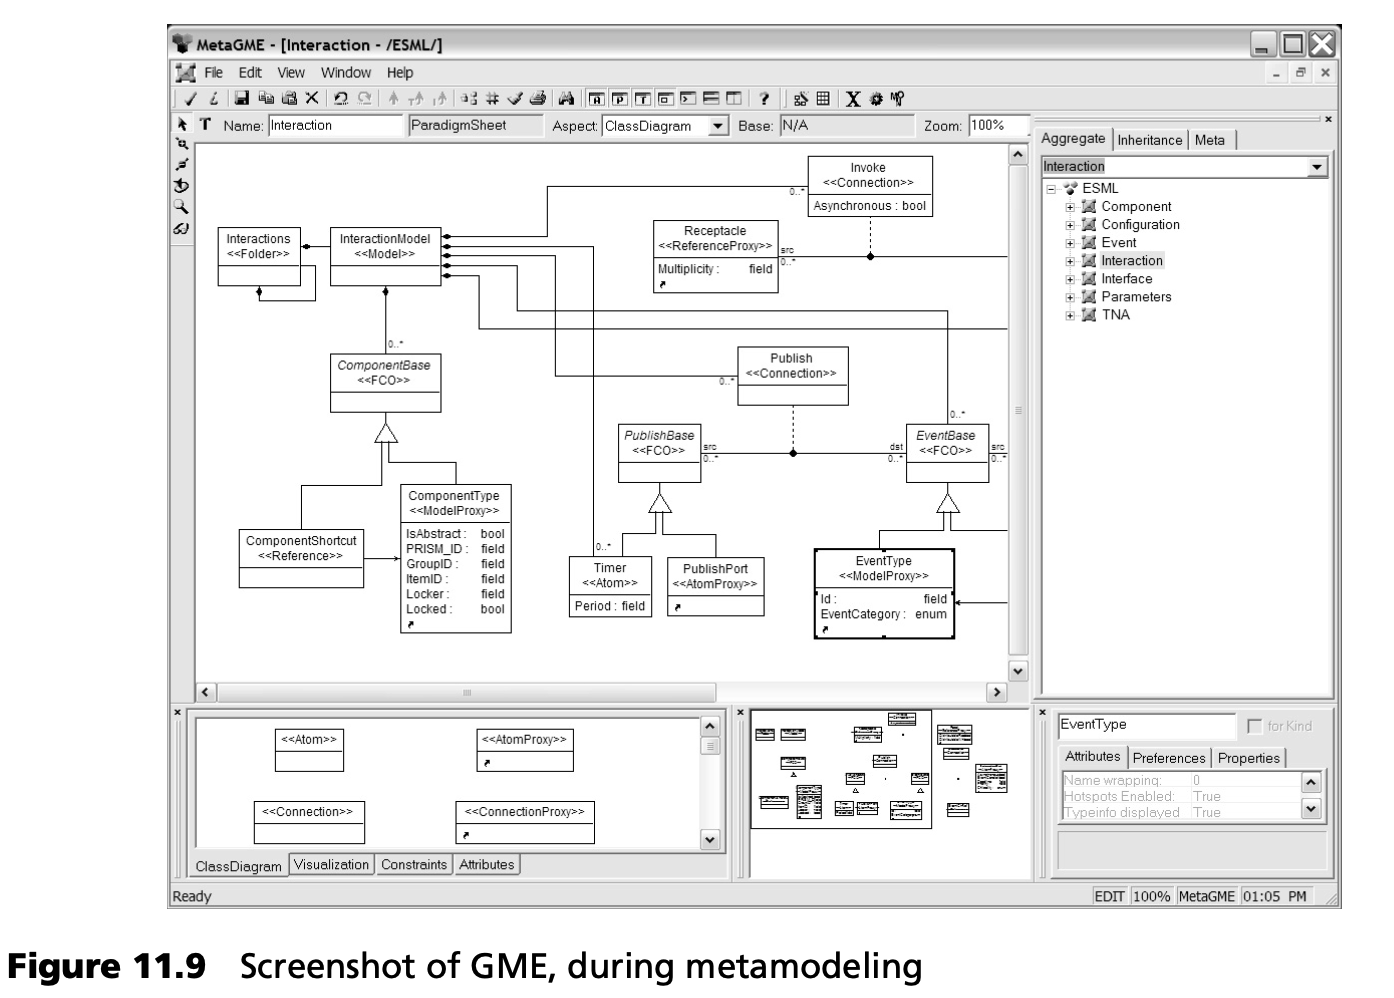 MetaGME - [Interaction - /ESML/]
File Edit View Window Help
Name: Interaction ParadigmSheet Aspect: ClassDiagram Base: N/A Zoom: 100%
Invoke
<<Connection>>
Asynchronous : bool
0..*
Receptacle
<<ReferenceProxy>>
Multiplicity : field
src
0..*
Interactions
<<Folder>>
InteractionModel
<<Model>>
0..*
ComponentBase
<<FCO>>
Publish
<<Connection>>
0..*
PublishBase
<<FCO>>
src
0..*
dst
0..*
0..*
EventBase
<<FCO>>
src
0..*
ComponentType
<<ModelProxy>>
IsAbstract : bool
PRISM_ID : field
GroupID : field
ItemID : field
Locker : field
Locked : bool
ComponentShortcut
<<Reference>>
0..*
Timer
<<Atom>>
Period : field
PublishPort
<<AtomProxy>>
EventType
<<ModelProxy>>
Id : field
EventCategory : enum
Aggregate Inheritance Meta
Interaction
ESML
Component
Configuration
Event
Interaction
Interface
Parameters
TNA
<<Atom>>
<<AtomProxy>>
<<Connection>>
<<ConnectionProxy>>
ClassDiagram Visualization Constraints Attributes
EventType for Kind
Attributes Preferences Properties
Name wrapping: 0
Hotspots Enabled: True
Typeinfo displayed True
Ready EDIT 100% MetaGME 01:05 PM
Figure 11.9 Screenshot of GME, during metamodeling